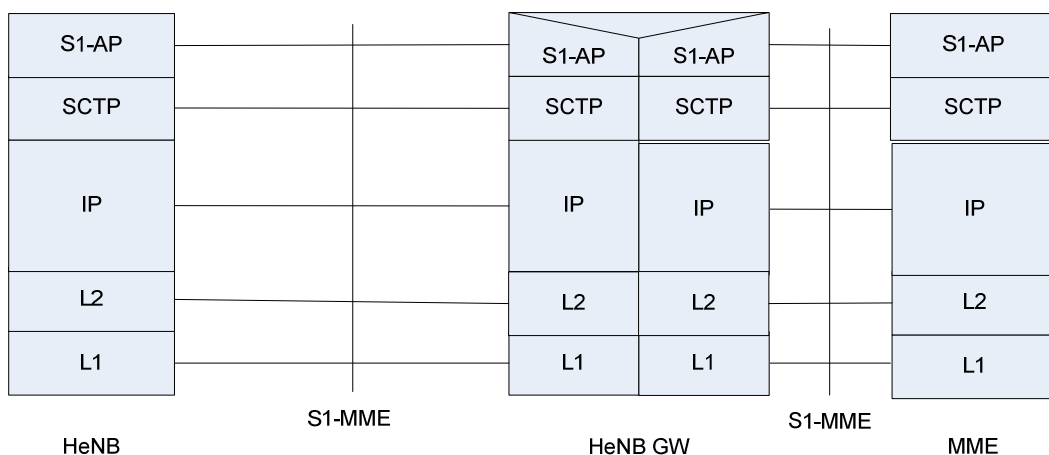 S1-AP
S1-AP S1-AP
S1-AP
SCTP
SCTP SCTP
SCTP
IP
IP IP
IP
L2
L2 L2
L2
L1
L1 L1
L1
S1-MME
S1-MME
HeNB
HeNB GW
MME